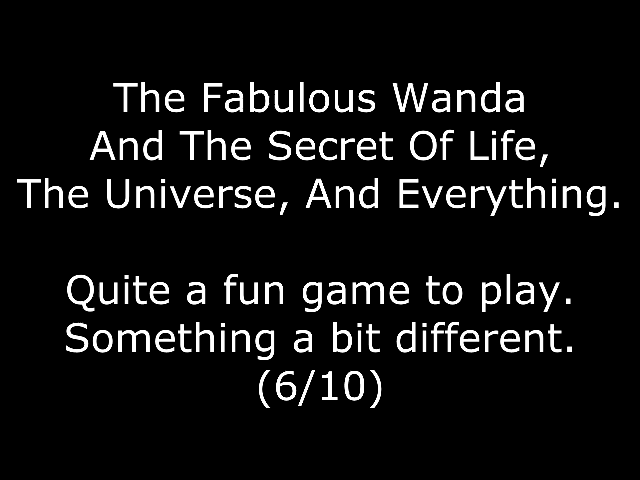 The Fabulous Wanda
And The Secret Of Life,
The Universe, And Everything.
Quite a fun game to play.
Something a bit different.
(6/10)